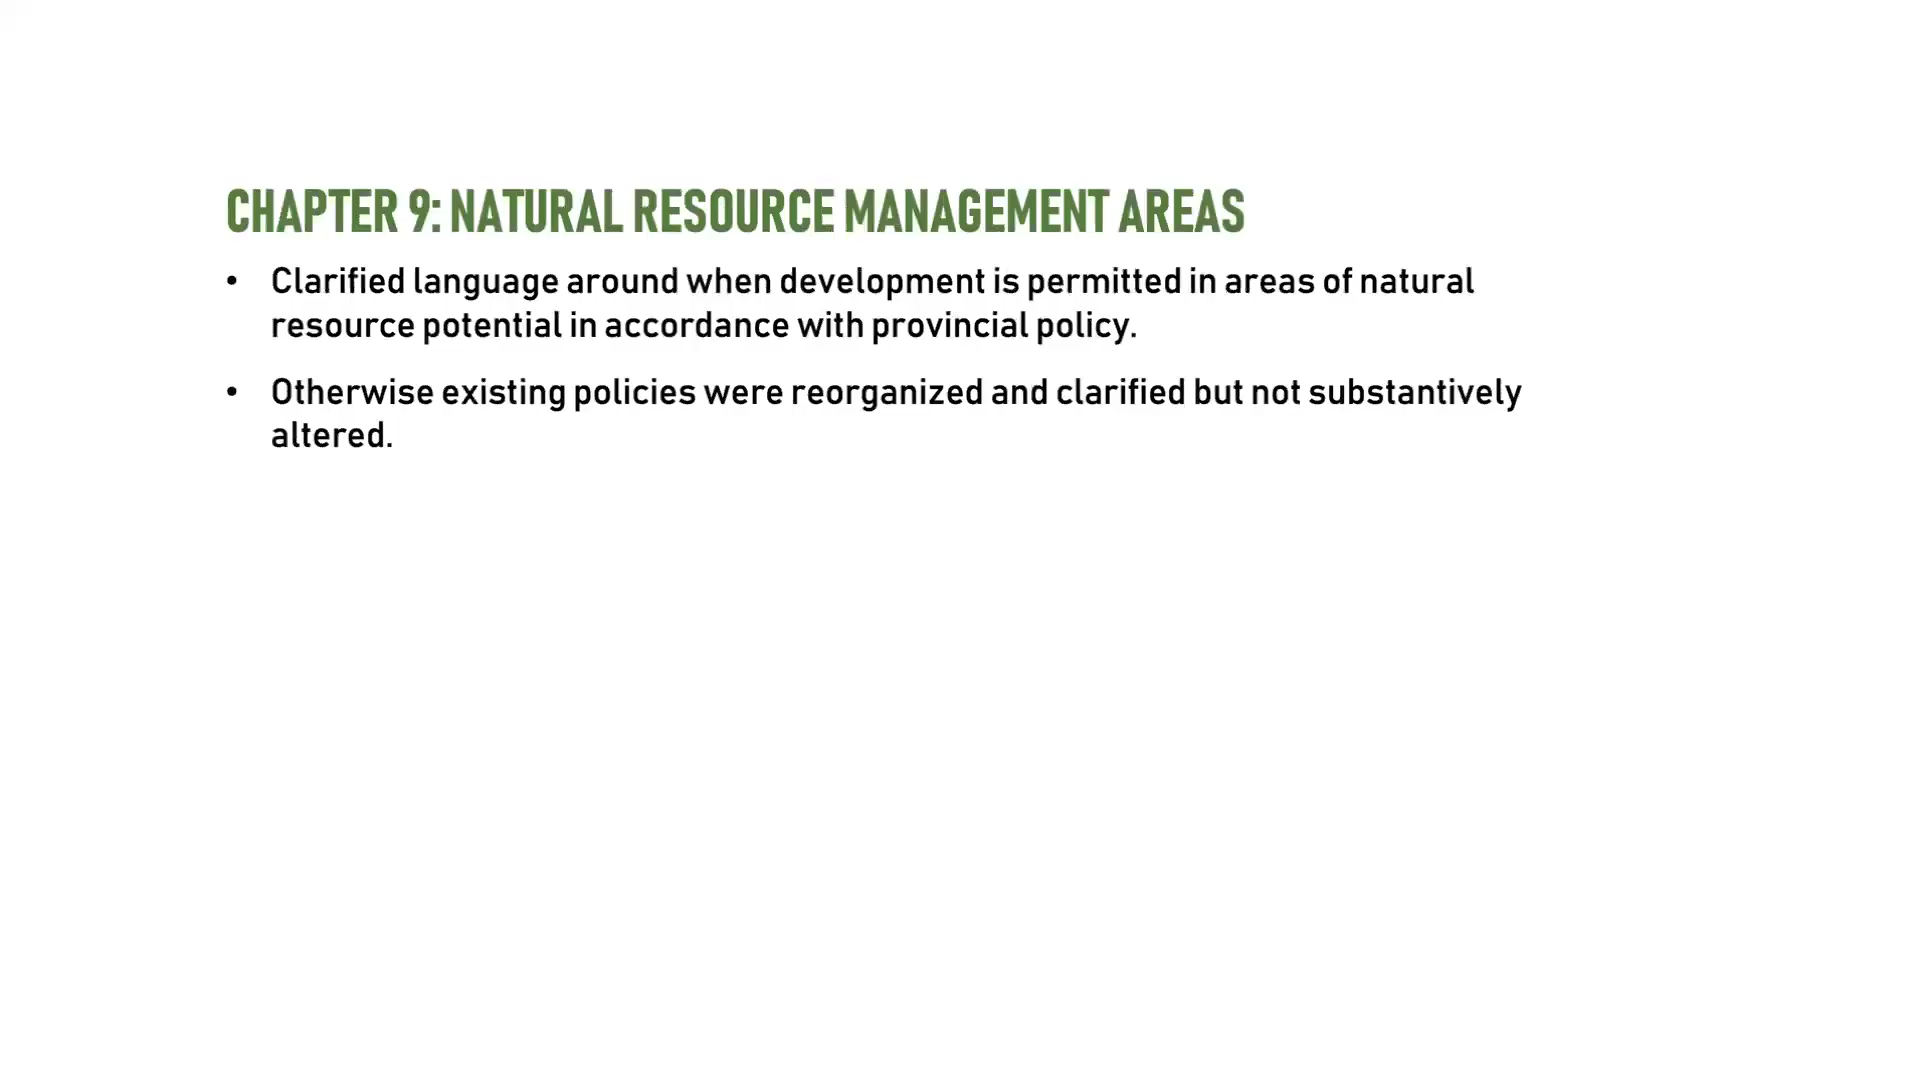 CHAPTER 9: NATURAL RESOURCE MANAGEMENT AREAS
• Clarified language around when development is permitted in areas of natural
resource potential in accordance with provincial policy.
• Otherwise existing policies were reorganized and clarified but not substantively
altered.